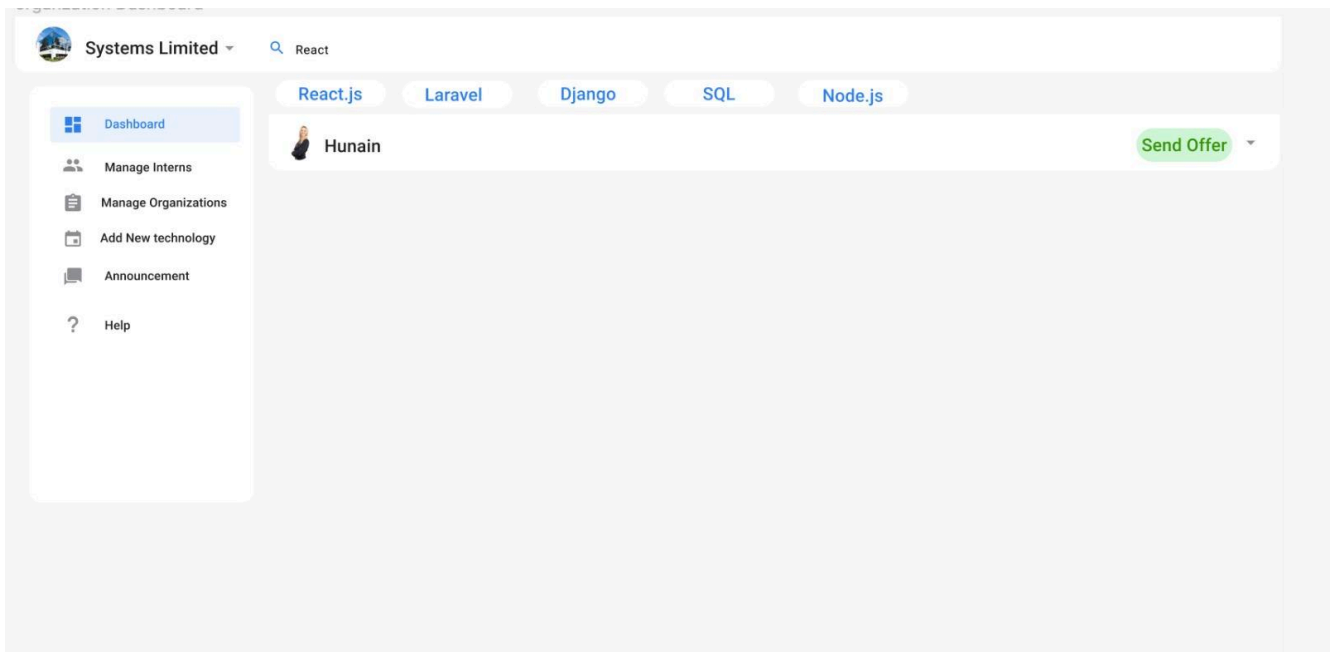 Systems Limited
React
React.js Laravel Django SQL Node.js
Dashboard
Manage Interns
Manage Organizations
Add New technology
Announcement
? Help
Hunain
Send Offer